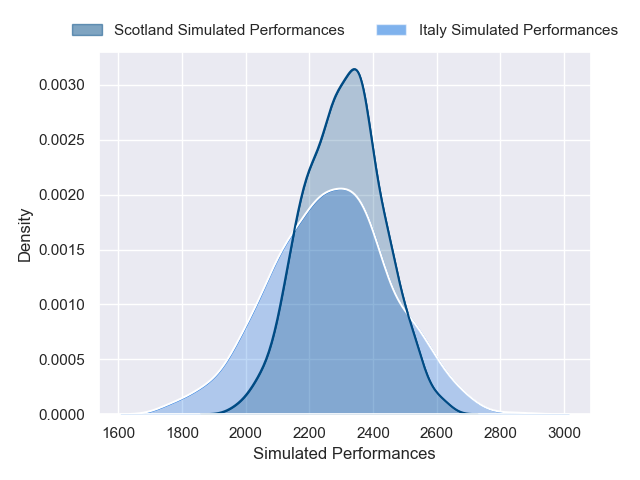 Scotland Simulated Performances Italy Simulated Performances
0.0030
0.0025
0.0020
0.0015
0.0010
0.0005
0.0000
Density
1600 1800 2000 2200 2400 2600 2800 3000
Simulated Performances